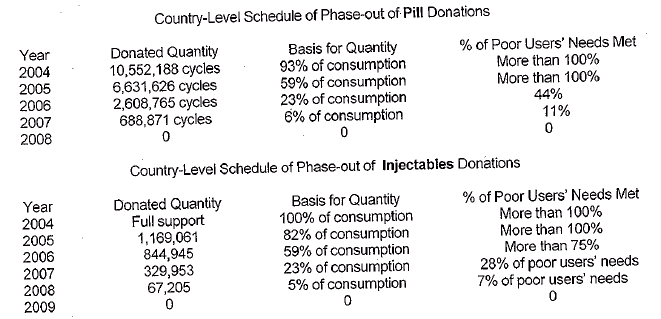 Country-Level Schedule of Phase-out of Pill Donations
Year Donated Quantity Basis for Quantity % of Poor Users' Needs Met
2004 10,552,188 cycles 93% of consumption More than 100%
2005 6,631,626 cycles 59% of consumption More than 100%
2006 2,608,765 cycles 23% of consumption 44%
2007 688,871 cycles 6% of consumption 11%
2008 0 0 0
Country-Level Schedule of Phase-out of Injectables Donations
Year Donated Quantity Basis for Quantity % of Poor Users' Needs Met
2004 Full support 100% of consumption More than 100%
2005 1,169,061 82% of consumption More than 100%
2006 844,945 59% of consumption More than 75%
2007 329,953 23% of consumption 28% of poor users' needs
2008 67,205 5% of consumption 7% of poor users' needs
2009 0 0 0